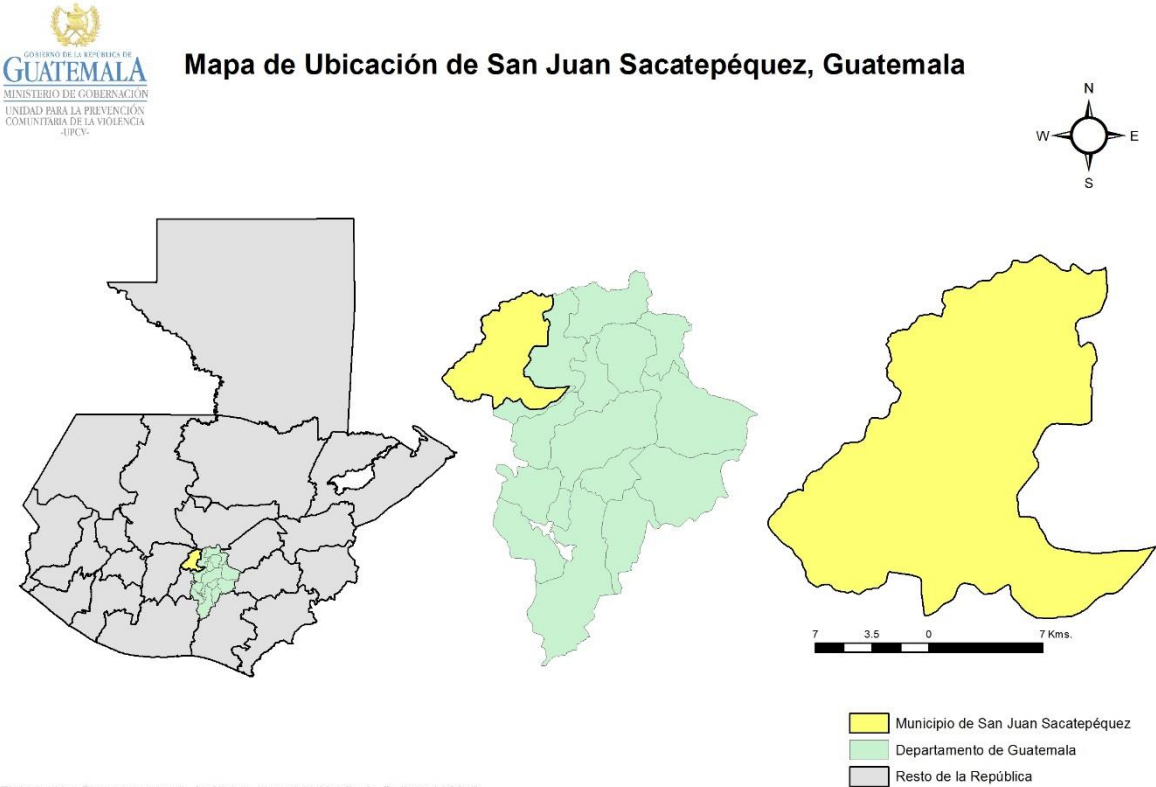 GOBIERNO DE LA REPÚBLICA DE
GUATEMALA
MINISTERIO DE GOBERNACIÓN
UNIDAD PARA LA PREVENCIÓN
COMUNITARIA DE LA VIOLENCIA
-UPCV-
Mapa de Ubicación de San Juan Sacatepéquez, Guatemala
N
W E
S
7 3.5 0 7 Kms.
Municipio de San Juan Sacatepéquez
Departamento de Guatemala
Resto de la República